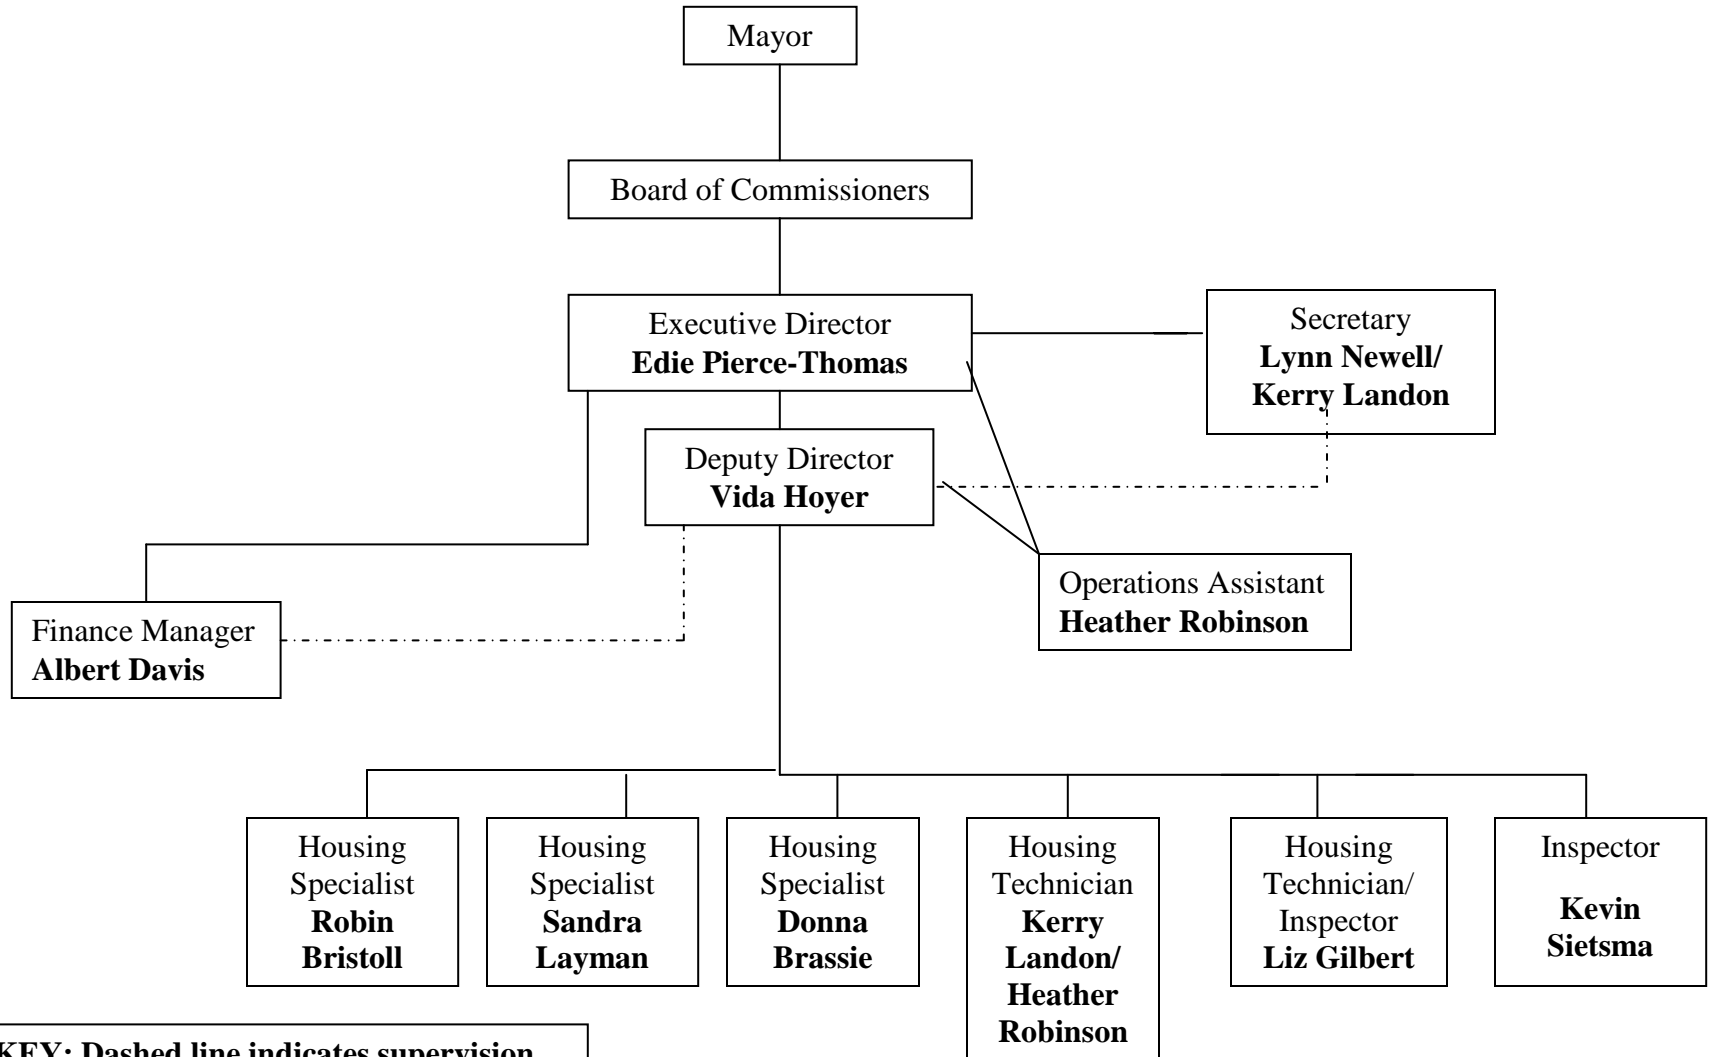 Mayor
Board of Commissioners
Executive Director
Edie Pierce-Thomas
Secretary
Lynn Newell/
Kerry Landon
Deputy Director
Vida Hoyer
Operations Assistant
Heather Robinson
Finance Manager
Albert Davis
Housing
Specialist
Robin
Bristoll
Housing
Specialist
Sandra
Layman
Housing
Specialist
Donna
Brassie
Housing
Technician
Kerry
Landon/
Heather
Robinson
Housing
Technician/
Inspector
Liz Gilbert
Inspector
Kevin
Sietsma
KEY: Dashed line indicates supervision